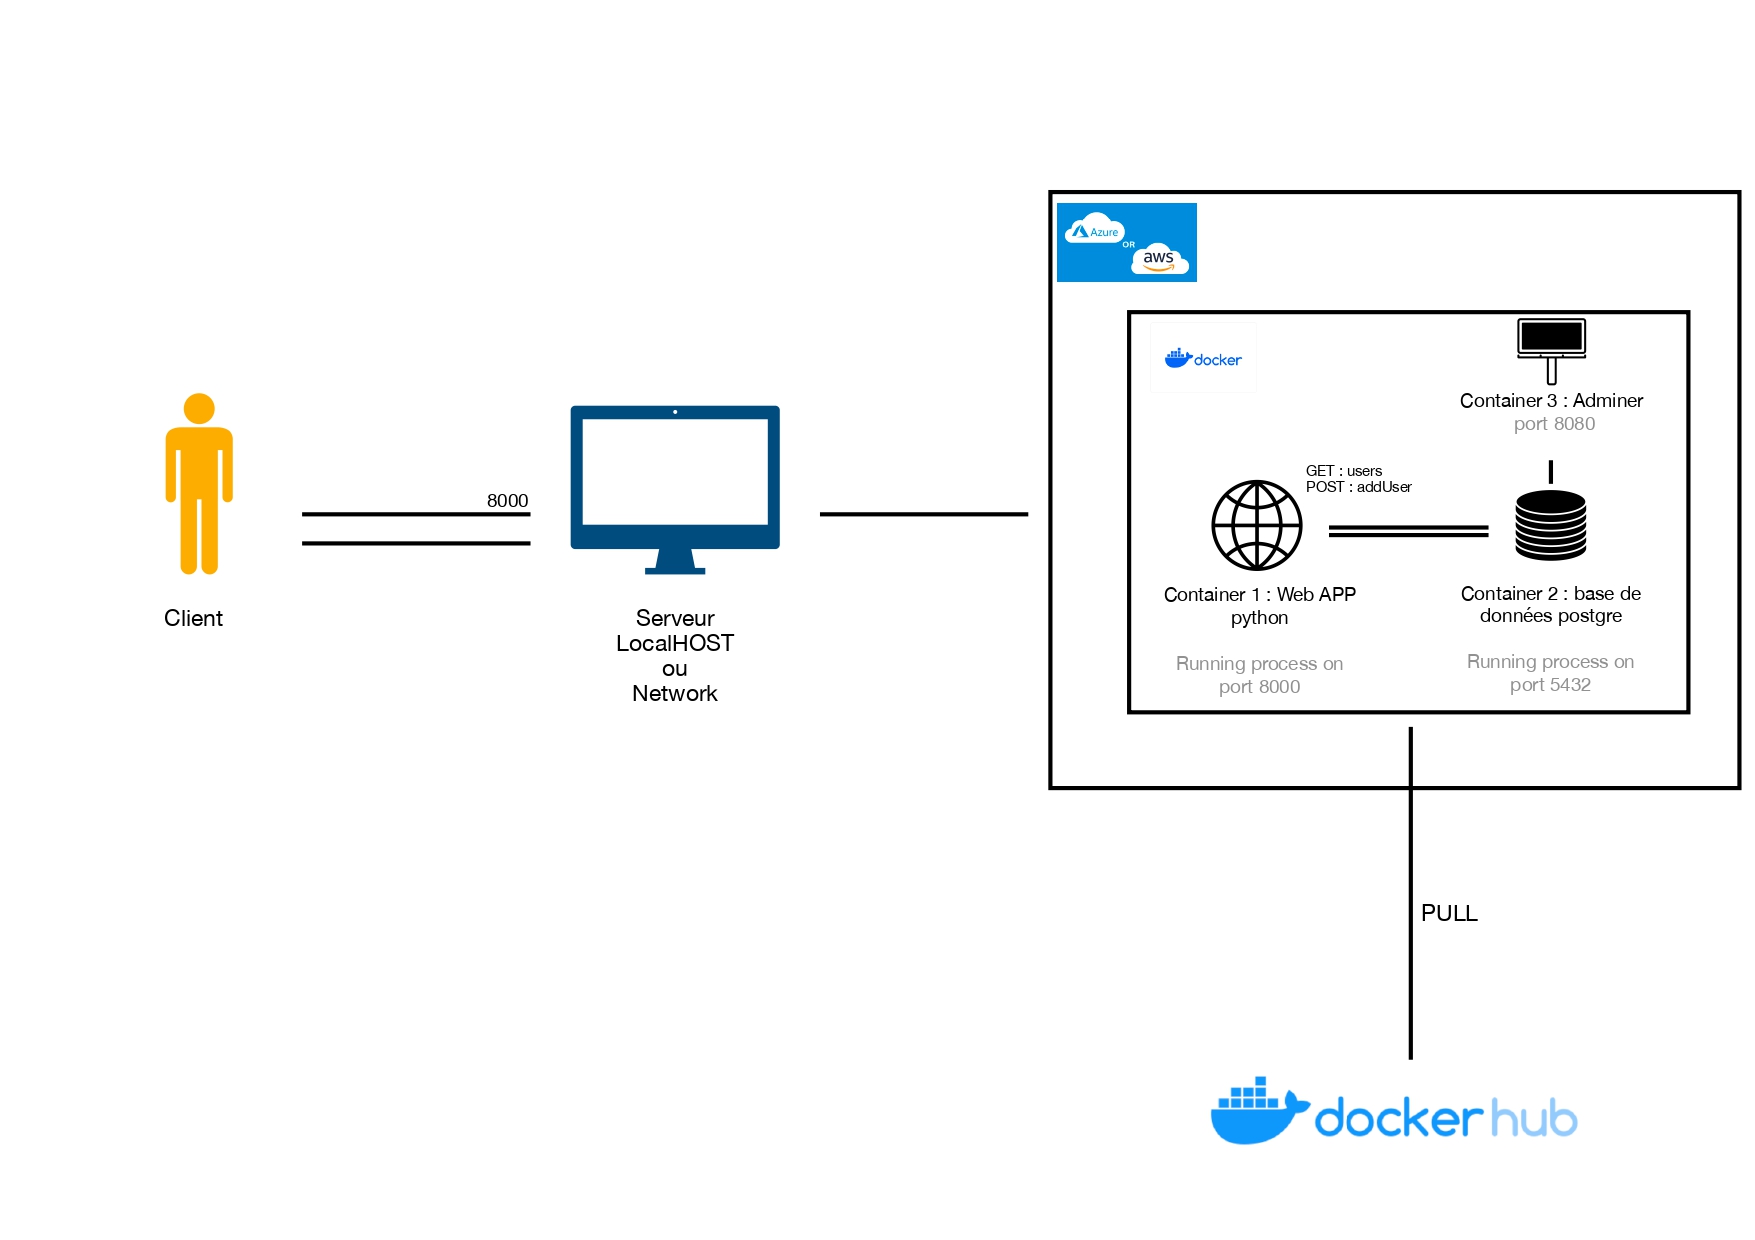 Azure
OR
aws
docker
Container 3 : Adminer
port 8080
GET : users
POST : addUser
8000
Container 1 : Web APP
python
Container 2 : base de
données postgre
Running process on
port 8000
Running process on
port 5432
Client
Serveur
LocalHOST
ou
Network
PULL
dockerhub